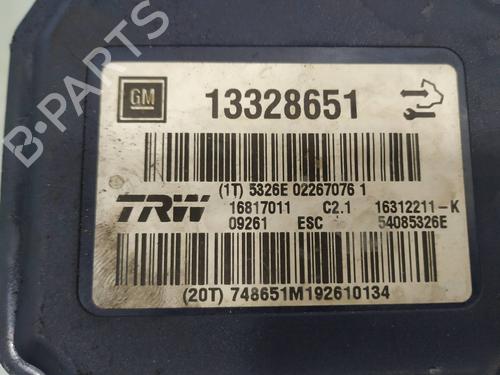 GM 13328651
(1T) 5326E 02267076 1
TRW 16817011 C2.1 16312211-K
09261 ESC 54085326E
(20T) 748651M192610134
B-PARTS